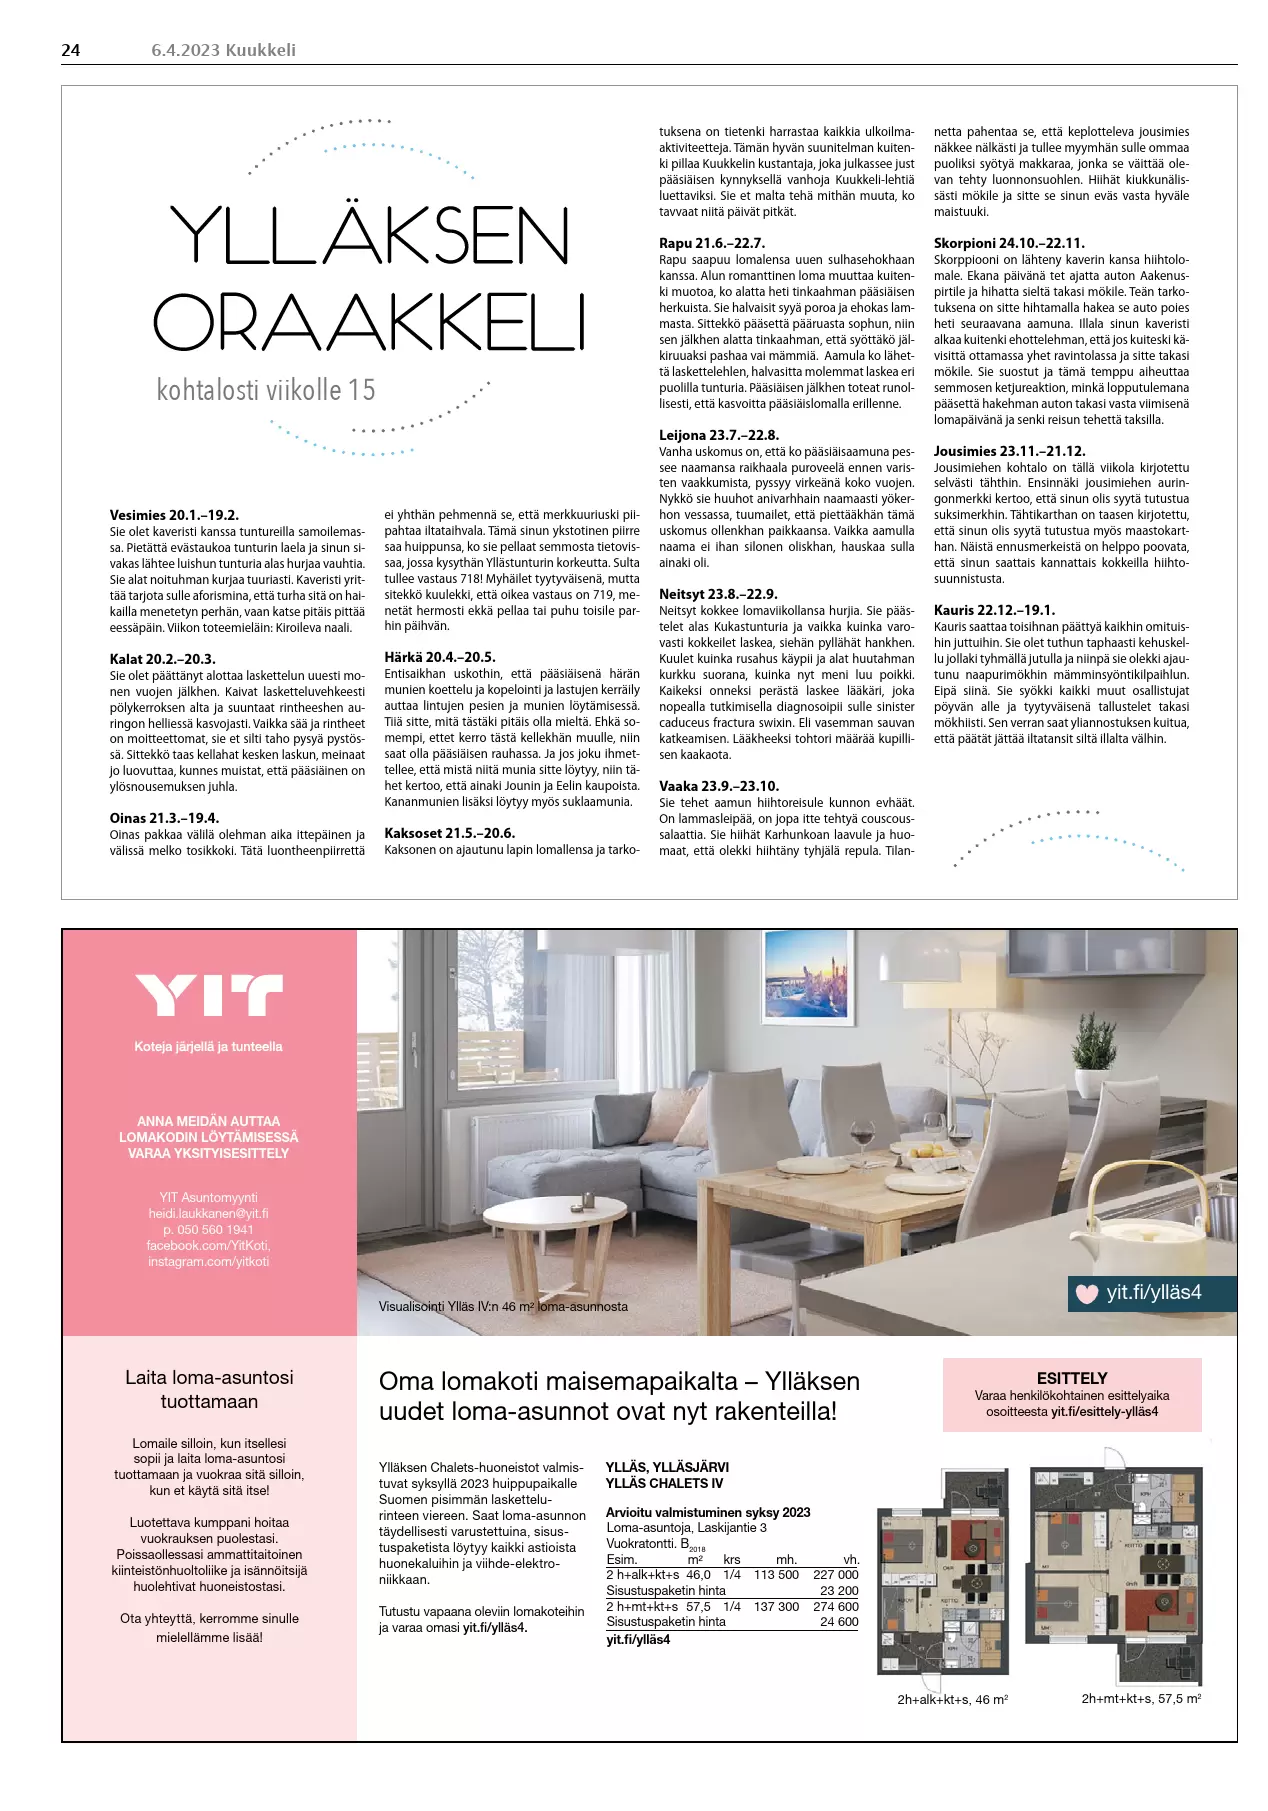 24
6.4.2023 Kuukkeli
YLLÄKSEN
ORAAKKELI
kohtalosti viikolle 15
Vesimies 20.1.–19.2.
Sie olet kaveristi kanssa tuntureilla samoilemas-
sa. Pietättä evästaukoa tunturin laela ja sinun si-
vakas lähtee luishun tunturia alas hurjaa vauhtia.
Sie alat noituhman kurjaa tuuriasti. Kaveristi yrit-
tää tarjota sulle aforismina, että turha sitä on hai-
kailla menetetyn perhän, vaan katse pitäis pittää
eessäpäin. Viikon toteemieläin: Kiroileva naali.
Kalat 20.2.–20.3.
Sie olet päättänyt alottaa laskettelun uuesti mo-
nen vuojen jälkhen. Kaivat lasketteluvehkeesti
pölykerroksen alta ja suuntaat rintheeshen au-
ringon helliessä kasvojasti. Vaikka sää ja rintheet
on moitteettomat, sie et silti taho pysyä pystös-
sä. Sittekkö taas kellahat kesken laskun, meinaat
jo luovuttaa, kunnes muistat, että pääsiäinen on
ylösnousemuksen juhla.
Oinas 21.3.–19.4.
Oinas pakkaa välilä olehman aika ittepäinen ja
välissä melko tosikkoki. Tätä luontheenpiirrettä
ei yhthän pehmennä se, että merkkuuriuski pii-
pahtaa iltataihvala. Tämä sinun ykstotinen piirre
saa huippunsa, ko sie pellaat semmosta tietovis-
saa, jossa kysythän Yllästunturin korkeutta. Sulta
tullee vastaus 718! Myhäilet tyytyväisenä, mutta
sitekkö kuulekki, että oikea vastaus on 719, me-
netät hermosti ekkä pellaa tai puhu toisile par-
hin päihvän.
Härkä 20.4.–20.5.
Entisaikhan uskothin, että pääsiäisenä härän
munien koettelu ja kopelointi ja lastujen kerräily
auttaa lintujen pesien ja munien löytämisessä.
Tiiä sitte, mitä tästäki pitäis olla mieltä. Ehkä so-
mempi, ettet kerro tästä kellekhän muulle, niin
saat olla pääsiäisen rauhassa. Ja jos joku ihmet-
tellee, että mistä niitä munia sitte löytyy, niin tä-
het kertoo, että ainaki Jounin ja Eelin kaupoista.
Kananmunien lisäksi löytyy myös suklaamunia.
Kaksoset 21.5.–20.6.
Kaksonen on ajautunu lapin lomallensa ja tarko-
tuksena on tietenki harrastaa kaikkia ulkoilma-
aktiviteetteja. Tämän hyvän suunitelman kuiten-
ki pillaa Kuukkelin kustantaja, joka julkassee just
pääsiäisen kynnyksellä vanhoja Kuukkeli-lehtiä
luettaviksi. Sie et malta tehä mithän muuta, ko
tavvaat niitä päivät pitkät.
Rapu 21.6.–22.7.
Rapu saapuu lomalensa uuen sulhasehokhaan
kanssa. Alun romanttinen loma muuttaa kuiten-
ki muotoa, ko alatta heti tinkaahman pääsiäisen
herkuista. Sie halvaisit syyä poroa ja ehokas lam-
masta. Sittekkö pääsettä pääruasta sophun, niin
sen jälkhen alatta tinkaahman, että syöttäkö jäl-
kiruuaksi pashaa vai mämmiä. Aamula ko lähet-
tä laskettelehlen, halvasitta molemmat laskea eri
puolilla tunturia. Pääsiäisen jälkhen toteat runol-
lisesti, että kasvoitta pääsiäislomalla erillenne.
Leijona 23.7.–22.8.
Vanha uskomus on, että ko pääsiäisaamuna pes-
see naamansa raikhaala puroveelä ennen varis-
ten vaakkumista, pyssyy virkeänä koko vuojen.
Nykkö sie huuhot anivarhhain naamaasti yöker-
hon vessassa, tuumailet, että piettääkhän tämä
uskomus ollenkhan paikkaansa. Vaikka aamulla
naama ei ihan silonen oliskhan, hauskaa sulla
ainaki oli.
Neitsyt 23.8.–22.9.
Neitsyt kokkee lomaviikollansa hurjia. Sie pääs-
telet alas Kukastunturia ja vaikka kuinka varo-
vasti kokkeilet laskea, siehän pyllähät hankhen.
Kuulet kuinka rusahus käypii ja alat huutahman
kurkku suorana, kuinka nyt meni luu poikki.
Kaikeksi onneksi perästä laskee lääkäri, joka
nopealla tutkimisella diagnosoipii sulle sinister
caduceus fractura swixin. Eli vasemman sauvan
katkeamisen. Lääkheeksi tohtori määrää kupilli-
sen kaakaota.
Vaaka 23.9.–23.10.
Sie tehet aamun hiihtoreisule kunnon evhäät.
On lammasleipää, on jopa itte tehtyä couscous-
salaattia. Sie hiihät Karhunkoan laavule ja huo-
maat, että olekki hiihtäny tyhjälä repula. Tilan-
netta pahentaa se, että keplotteleva jousimies
näkkee nälkästi ja tullee myymhän sulle ommaa
puoliksi syötyä makkaraa, jonka se väittää ole-
van tehty luonnonsuohlen. Hiihät kiukkunälis-
sästi mökile ja sitte se sinun eväs vasta hyväle
maistuuki.
Skorpioni 24.10.–22.11.
Skorppiooni on lähteny kaverin kansa hiihtolo-
male. Ekana päivänä tet ajatta auton Aakenus-
pirtile ja hihatta sieltä takasi mökile. Teän tarko-
tuksena on sitte hihtamalla hakea se auto poies
heti seuraavana aamuna. Illala sinun kaveristi
alkaa kuitenki ehottelehman, että jos kuiteski kä-
visittä ottamassa yhet ravintolassa ja sitte takasi
mökile. Sie suostut ja tämä temppu aiheuttaa
semmosen ketjureaktion, minkä lopputulemana
pääsettä hakehman auton takasi vasta viimisenä
lomapäivänä ja senki reisun tehettä taksilla.
Jousimies 23.11.–21.12.
Jousimiehen kohtalo on tällä viikola kirjotettu
selvästi tähthin. Ensinnäki jousimiehen aurin-
gonmerkki kertoo, että sinun olis syytä tutustua
suksimerkhin. Tähtikarthan on taasen kirjotettu,
että sinun olis syytä tutustua myös maastokart-
han. Näistä ennusmerkeistä on helppo poovata,
että sinun saattais kannattais kokkeilla hiihto-
suunnistusta.
Kauris 22.12.–19.1.
Kauris saattaa toisihnan päättyä kaikhin omituis-
hin juttuihin. Sie olet tuthun taphaasti kehuskel-
lu jollaki tyhmällä jutulla ja niinpä sie olekki ajau-
tunu naapurimökhin mämminsyöntikilpaihlun.
Eipä siinä. Sie syökki kaikki muut osallistujat
pöyvän alle ja tyytyväisenä tallustelet takasi
mökhiisti. Sen verran saat yliannostuksen kuitua,
että päätät jättää iltatansit siltä illalta välhin.
YIT
Koteja järjellä ja tunteella
ANNA MEIDÄN AUTTAA
LOMAKODIN LÖYTÄMISESSÄ
VARAA YKSITYISESITTELY
YIT Asuntomyynti
heidi.laukkanen@yit.fi
p. 050 560 1941
facebook.com/YitKoti,
instagram.com/yitkoti
Visualisointi Ylläs IV:n 46 m² loma-asunnosta
yit.fi/ylläs4
Laita loma-asuntosi
tuottamaan
Lomaile silloin, kun itsellesi
sopii ja laita loma-asuntosi
tuottamaan ja vuokraa sitä silloin,
kun et käytä sitä itse!
Luotettava kumppani hoitaa
vuokrauksen puolestasi.
Poissaollessasi ammattitaitoinen
kiinteistönhuoltoliike ja isännöitsijä
huolehtivat huoneistostasi.
Ota yhteyttä, kerromme sinulle
mielellämme lisää!
Oma lomakoti maisemapaikalta – Ylläksen
uudet loma-asunnot ovat nyt rakenteilla!
Ylläksen Chalets-huoneistot valmis-
tuvat syksyllä 2023 huippupaikalle
Suomen pisimmän laskettelu-
rinteen viereen. Saat loma-asunnon
täydellisesti varustettuina, sisus-
tuspaketista löytyy kaikki astioista
huonekaluihin ja viihde-elektro-
niikkaan.
Tutustu vapaana oleviin lomakoteihin
ja varaa omasi yit.fi/ylläs4.
YLLÄS, YLLÄSJÄRVI
YLLÄS CHALETS IV
Arvioitu valmistuminen syksy 2023
Loma-asuntoja, Laskijantie 3
Vuokratontti. B2018
Esim. m² krs mh. vh.
2 h+alk+kt+s 46,0 1/4 113 500 227 000
Sisustuspaketin hinta 23 200
2 h+mt+kt+s 57,5 1/4 137 300 274 600
Sisustuspaketin hinta 24 600
yit.fi/ylläs4
ESITTELY
Varaa henkilökohtainen esittelyaika
osoitteesta yit.fi/esittely-ylläs4
2h+alk+kt+s, 46 m²
2h+mt+kt+s, 57,5 m²